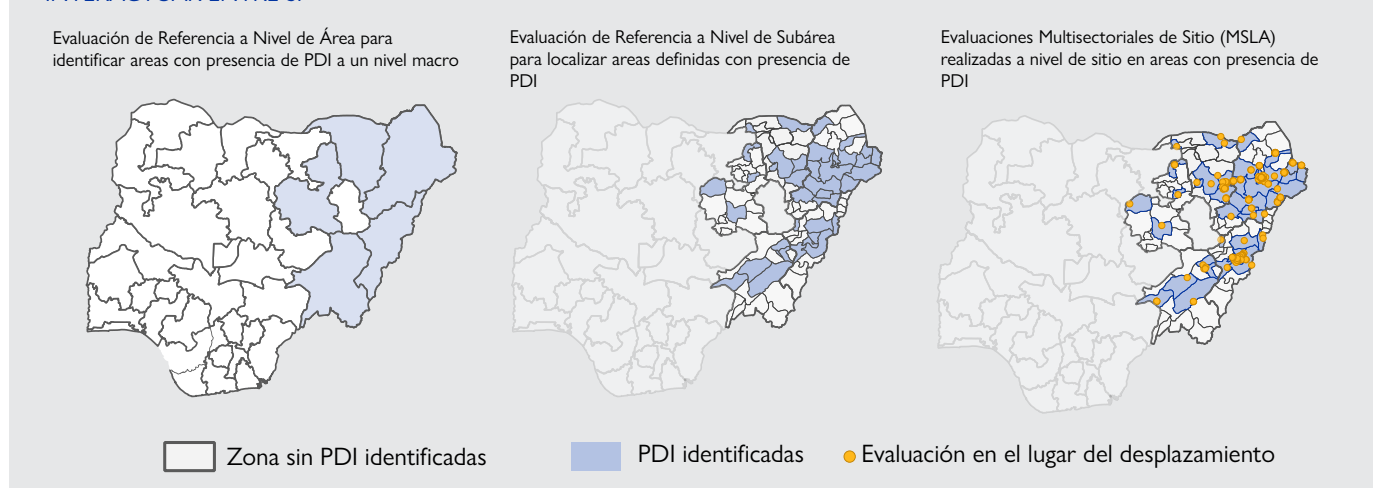 Evaluación de Referencia a Nivel de Área para
identificar areas con presencia de PDI a un nivel macro
Evaluación de Referencia a Nivel de Subárea
para localizar areas definidas con presencia de
PDI
Evaluaciones Multisectoriales de Sitio (MSLA)
realizadas a nivel de sitio en areas con presencia de
PDI
Zona sin PDI identificadas
PDI identificadas
Evaluación en el lugar del desplazamiento